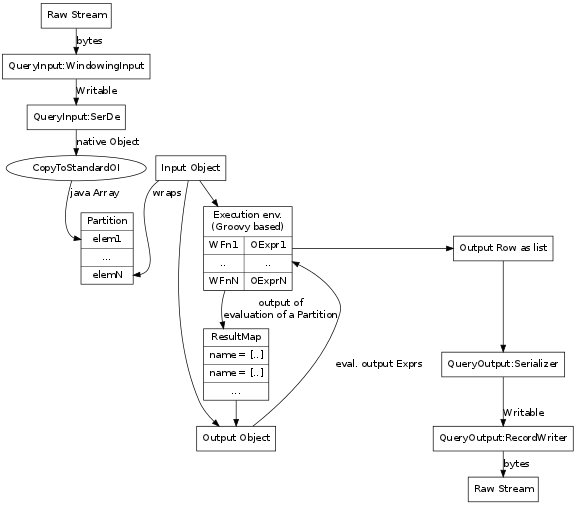 Raw Stream
bytes
QueryInput:WindowingInput
Writable
QueryInput:SerDe
native Object
CopyToStandardOI
Input Object
java Array
wraps
Partition
elem1
...
elemN
Execution env.
(Groovy based)
WFn1
OExpr1
..
..
WFnN
OExprN
Output Row as list
output of
evaluation of a Partition
ResultMap
name = [..]
name = [..]
...
eval. output Exprs
QueryOutput:Serializer
Writable
Output Object
QueryOutput:RecordWriter
bytes
Raw Stream